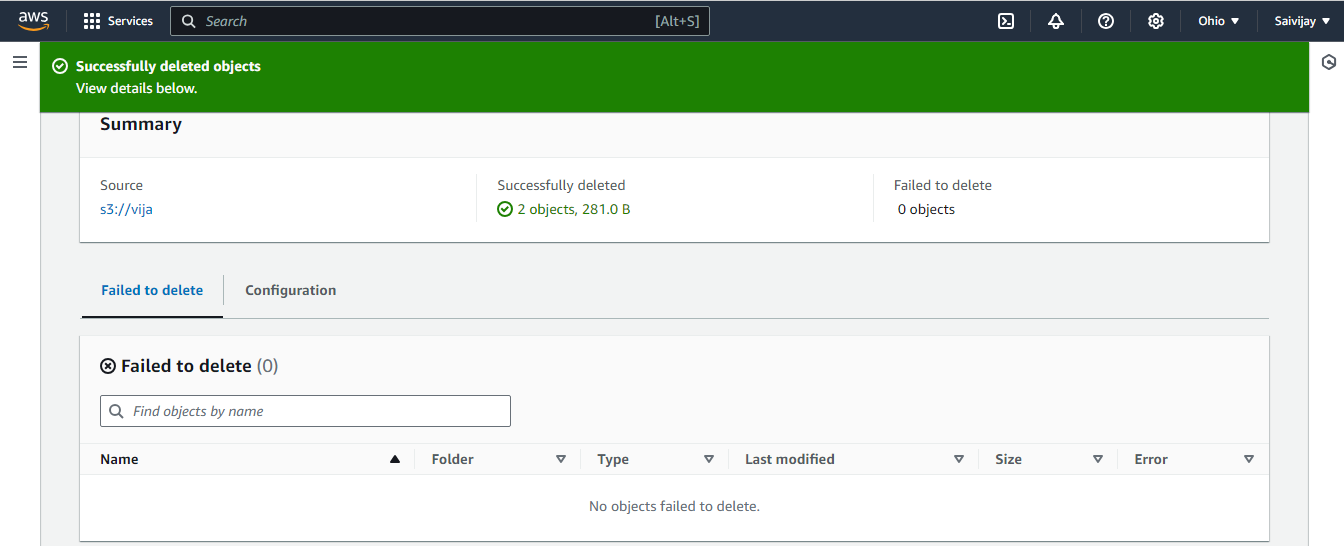 aws Services Search [Alt+S] Ohio Saivijay
Successfully deleted objects
View details below.
Summary
Source Successfully deleted Failed to delete
s3://vija 2 objects, 281.0 B 0 objects
Failed to delete Configuration
Failed to delete (0)
Find objects by name
Name Folder Type Last modified Size Error
No objects failed to delete.